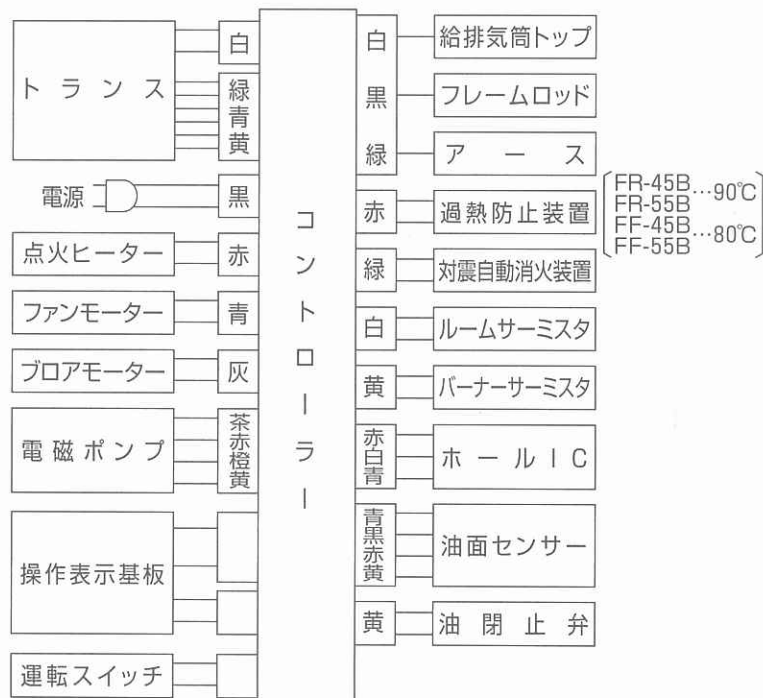 トランス
白
緑
青
黄
電源
黒
点火ヒーター
赤
ファンモーター
青
ブロアモーター
灰
電磁ポンプ
茶
赤
橙
黄
操作表示基板
運転スイッチ
コントローラー
白
給排気筒トップ
黒
フレームロッド
緑
アース
赤
過熱防止装置
FR-45B
FR-55B
…90℃
FF-45B
FF-55B
…80℃
緑
対震自動消火装置
白
ルームサーミスタ
黄
バーナーサーミスタ
赤
白
青
ホールIC
青
黒
赤
黄
油面センサー
黄
油閉止弁